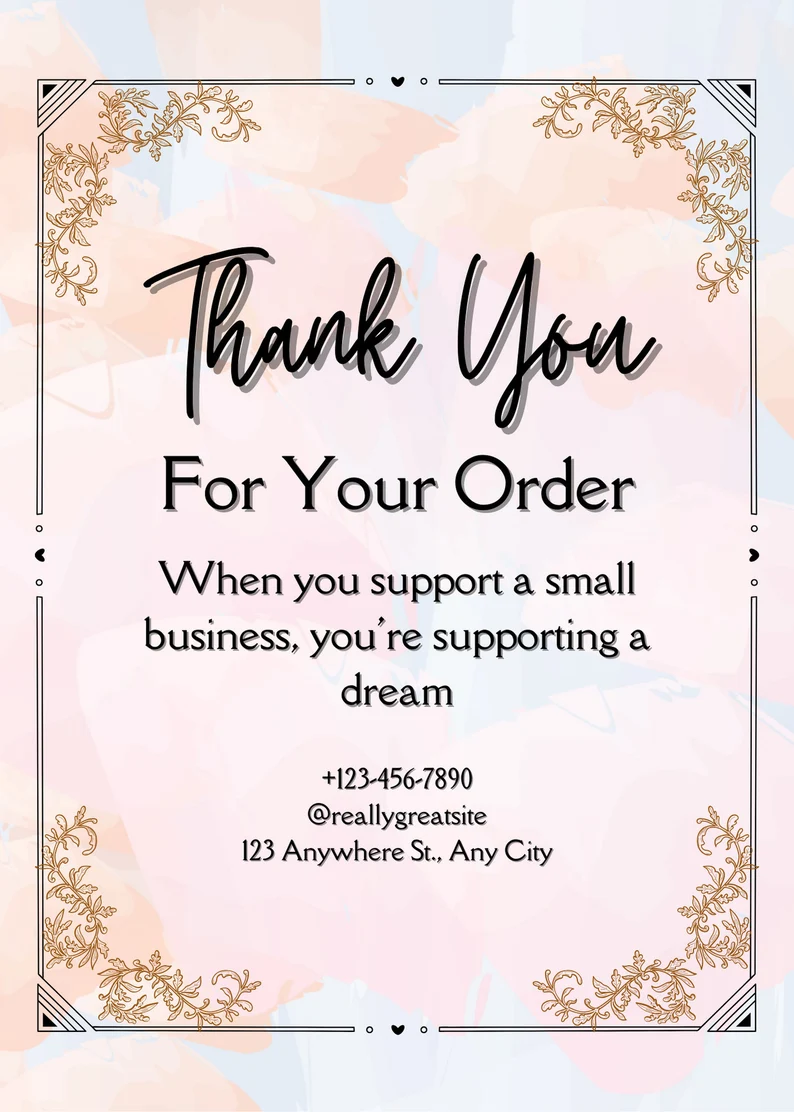 Thank You
For Your Order
When you support a small
business, you're supporting a
dream
+123-456-7890
@reallygreatsite
123 Anywhere St., Any City